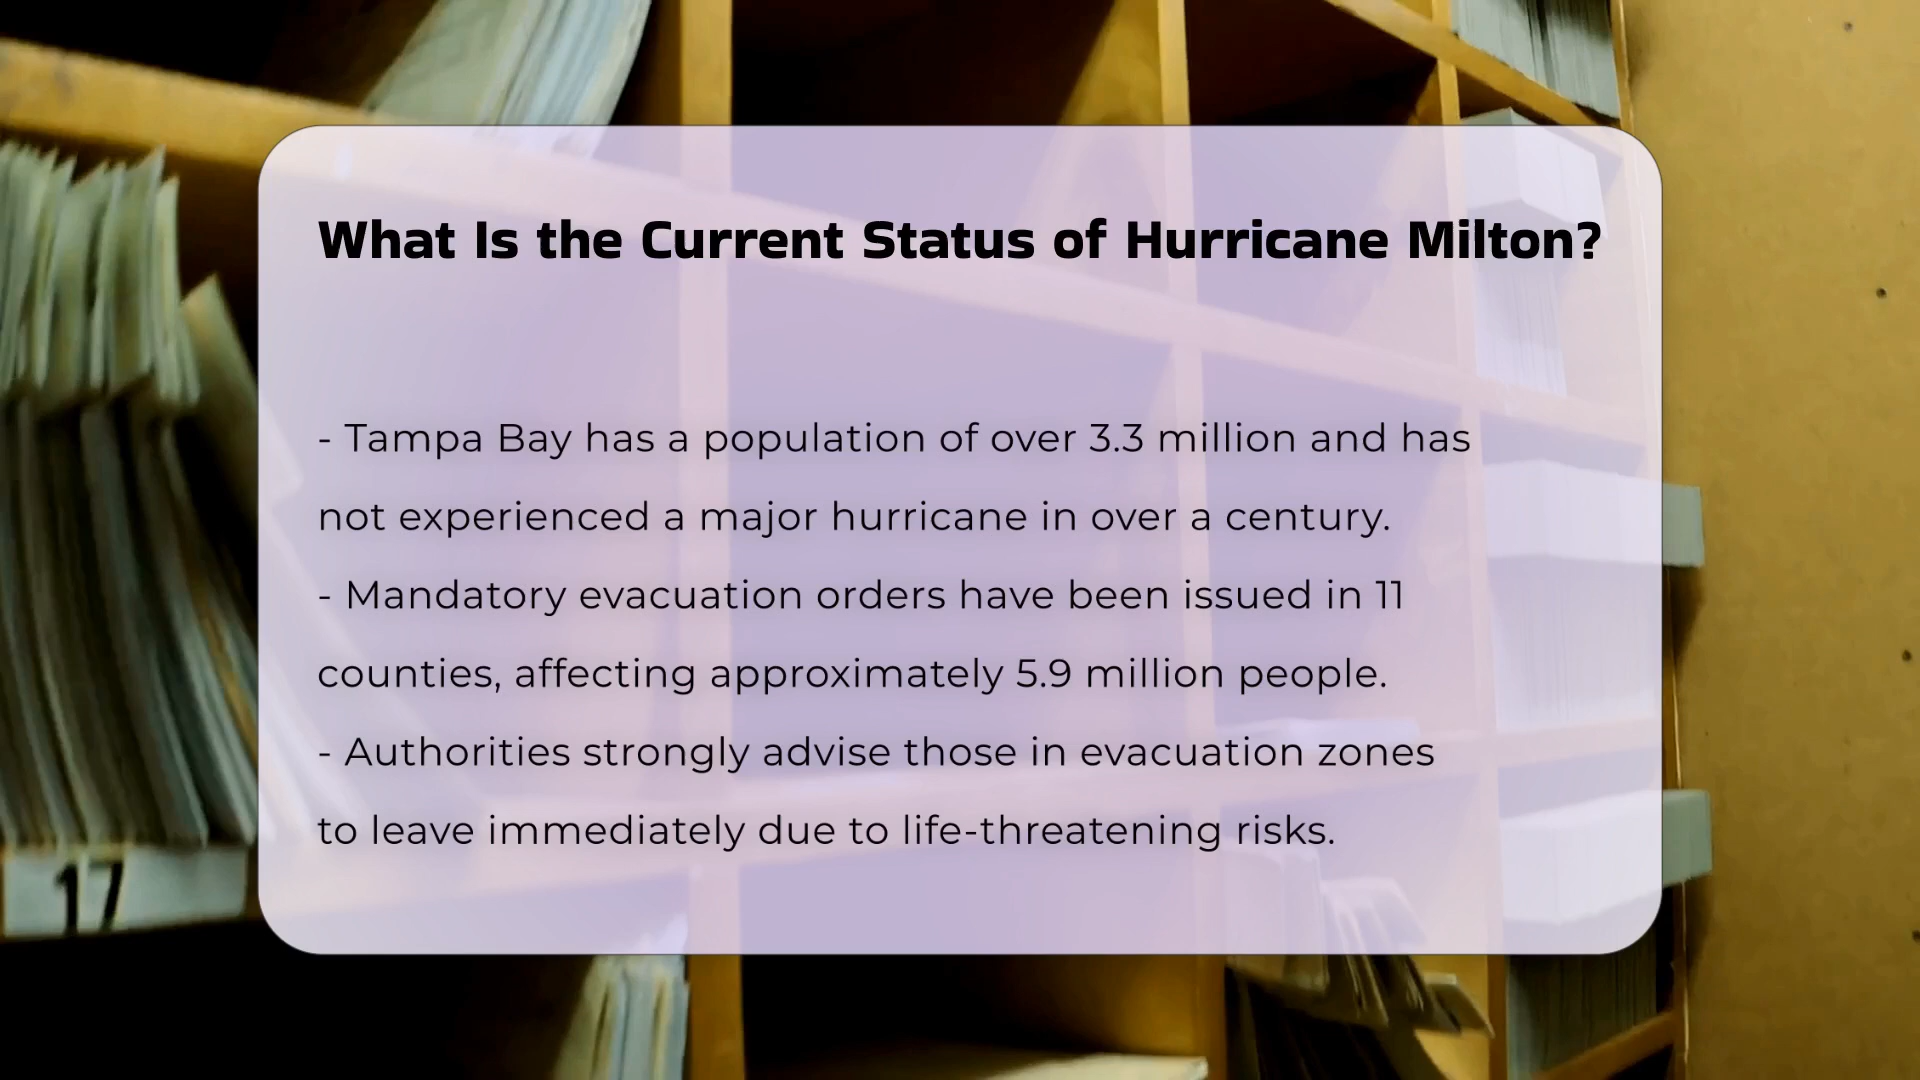 What Is the Current Status of Hurricane Milton?
- Tampa Bay has a population of over 3.3 million and has
not experienced a major hurricane in over a century.
- Mandatory evacuation orders have been issued in 11
counties, affecting approximately 5.9 million people.
- Authorities strongly advise those in evacuation zones
to leave immediately due to life-threatening risks.
17